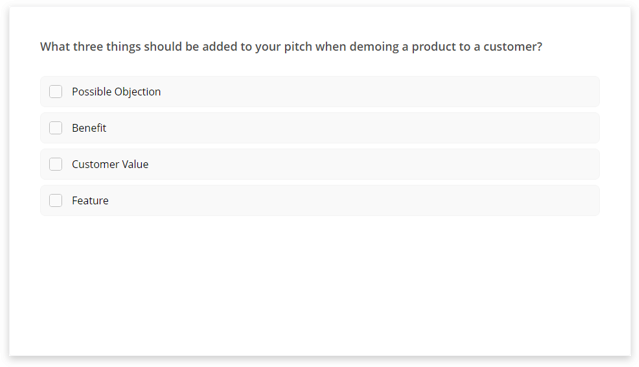 What three things should be added to your pitch when demoing a product to a customer?
Possible Objection
Benefit
Customer Value
Feature